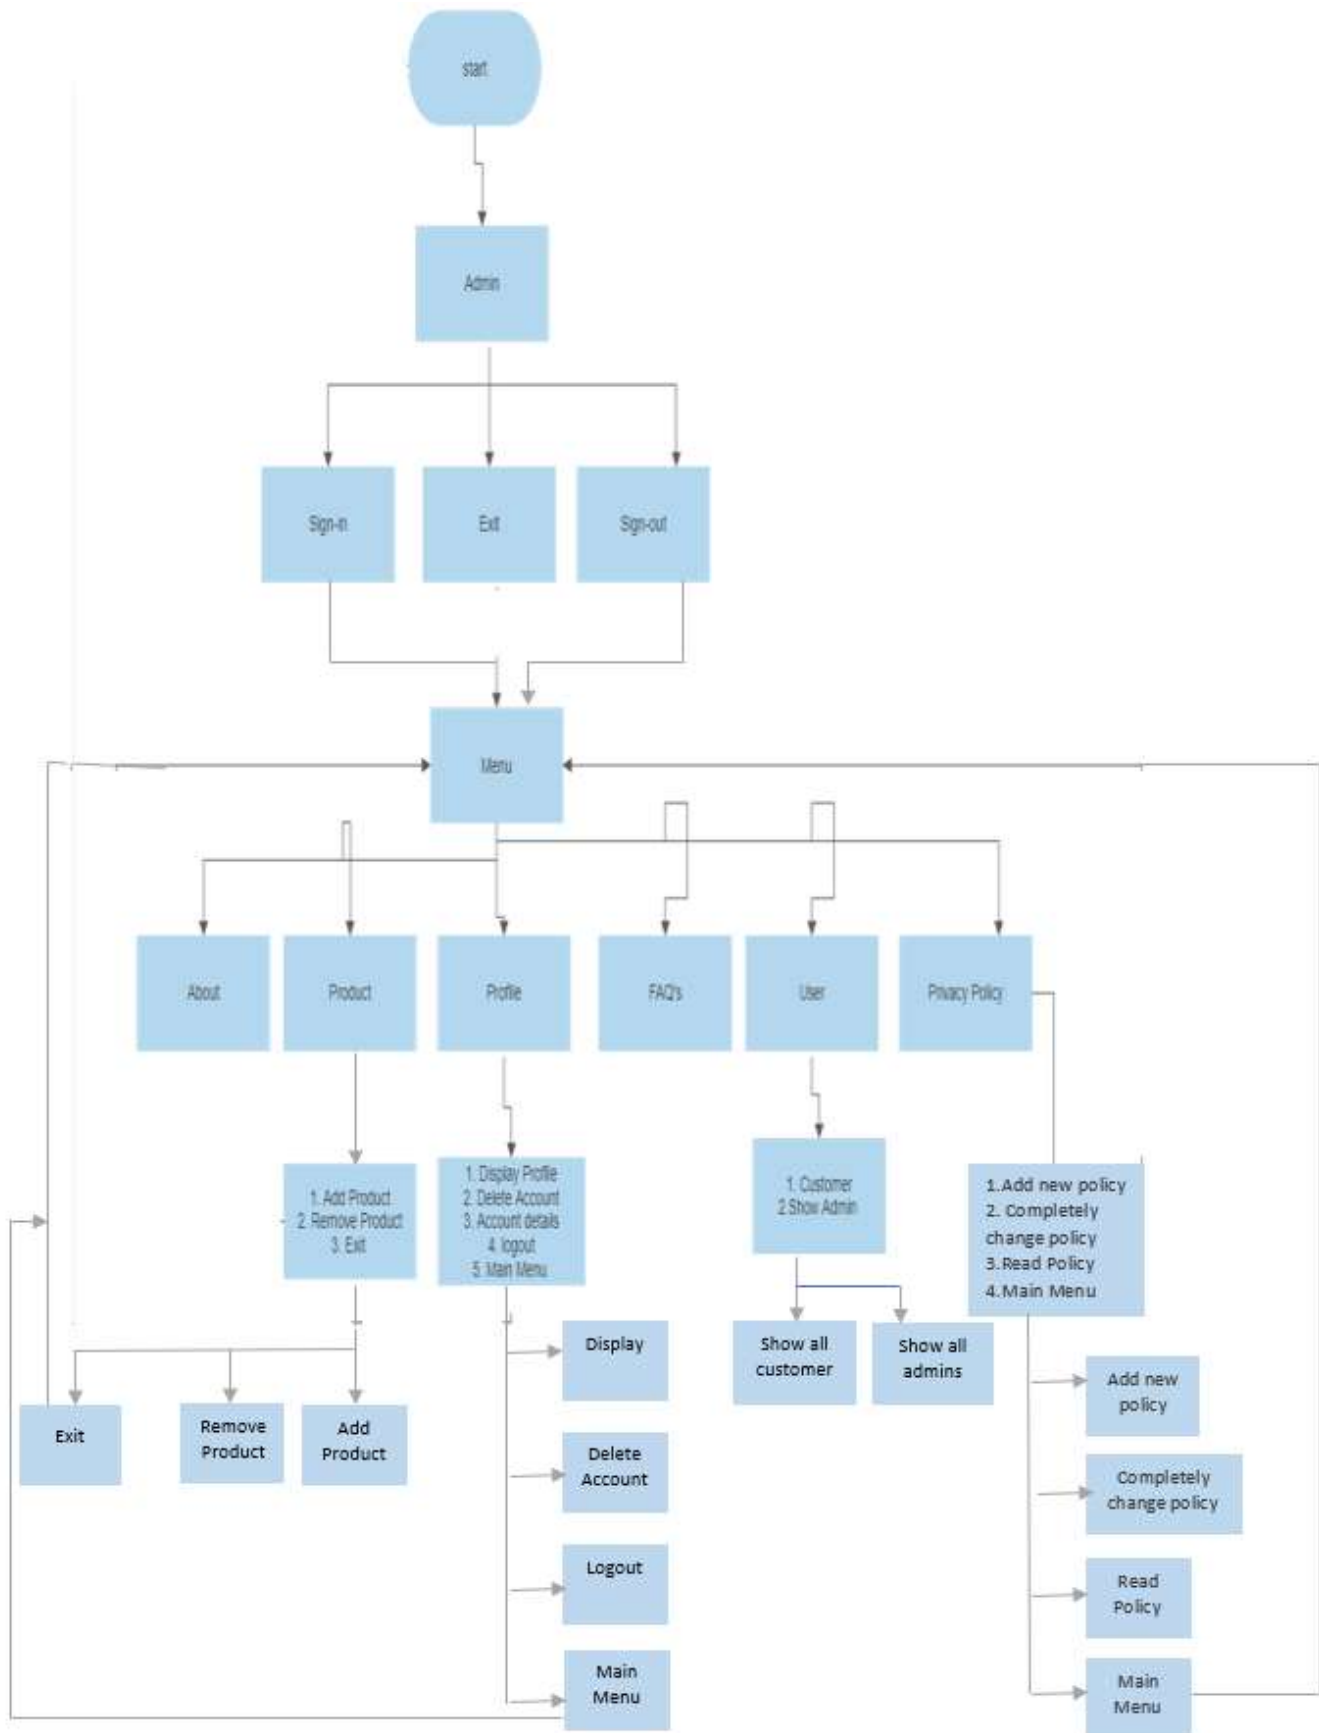 start
Admin
Sign-in
Exit
Sign-out
Menu
About
Product
Profile
FAQ's
User
Privacy Policy
1. Add Product
2. Remove Product
3. Exit
1. Display Profile
2. Delete Account
3. Account details
4. logout
5. Main Menu
1. Customer
2.Show Admin
1.Add new policy
2. Completely
change policy
3.Read Policy
4.Main Menu
Exit
Remove
Product
Add
Product
Display
Delete
Account
Logout
Main
Menu
Show all
customer
Show all
admins
Add new
policy
Completely
change policy
Read
Policy
Main
Menu